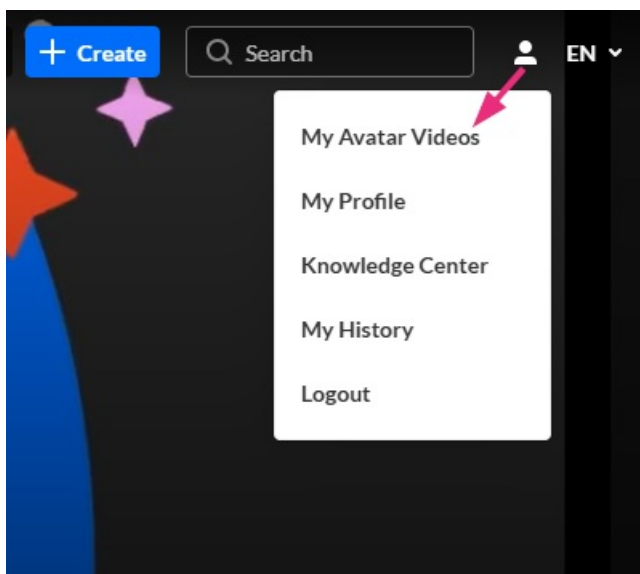 Create
Search
EN
My Avatar Videos
My Profile
Knowledge Center
My History
Logout